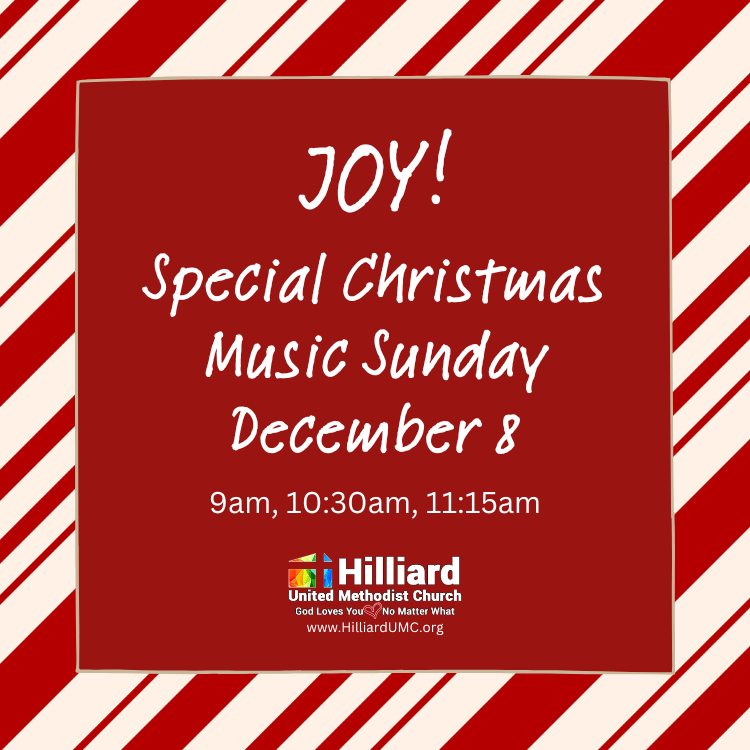 JOY!
Special Christmas
Music Sunday
December 8
9am, 10:30am, 11:15am
Hilliard
United Methodist Church
God Loves You No Matter What
www.HilliardUMC.org